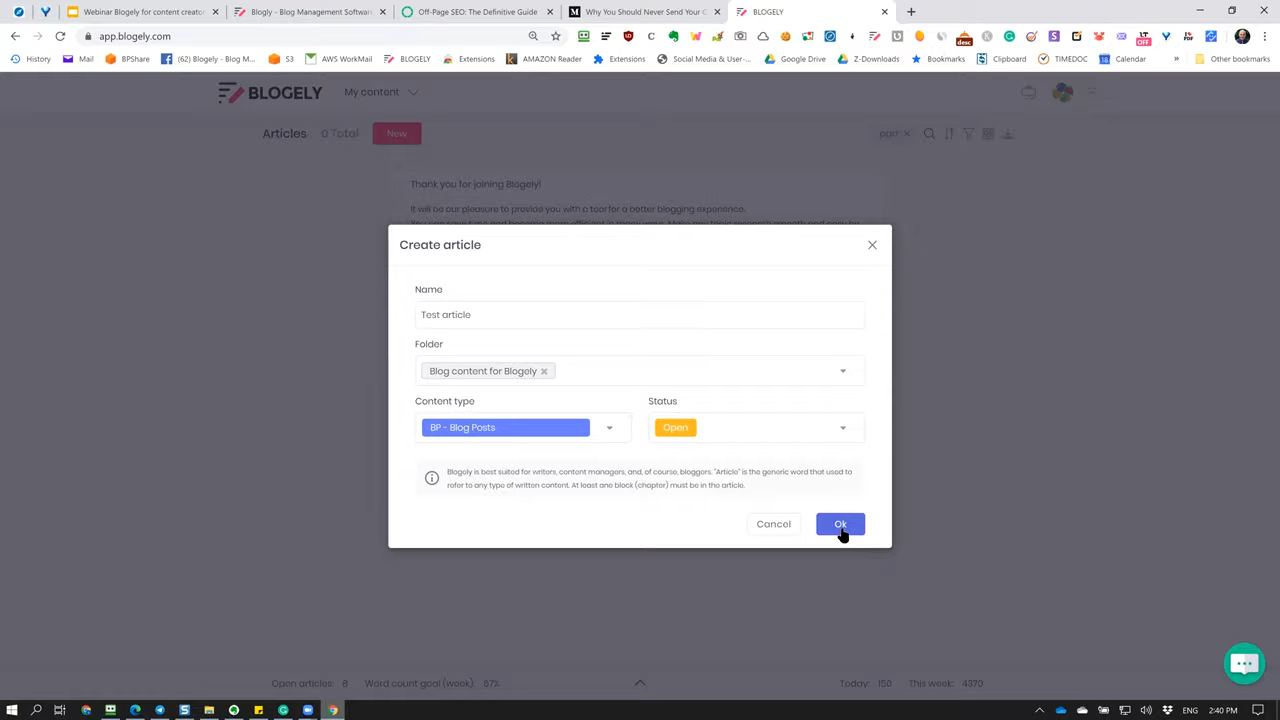 Webinar Blogely for content creator
Blogly - Blog Management Softwar
Off-Page SEO: The Definitive Guide
Why You Should Never Send Your C
BLOGELY
app.blogely.com
History
Mail
BPShare
(62) Blogely - Blog M...
S3
AWS WorkMail
BLOGELY
Extensions
AMAZON Reader
Extensions
Social Media & User-...
Google Drive
Z-Downloads
Bookmarks
Clipboard
TIMEDOC
Calendar
»
Other bookmarks
BLOGELY
My content
Articles
0 Total
New
part ×
Thank you for joining Blogely!
It will be our pleasure to provide you with a tool for a better blogging experience.
Create article
Name
Test article
Folder
Blog content for Blogely
Content type
Status
BP - Blog Posts
Open
Blogely is best suited for writers, content managers, and, of course, bloggers. "Article" is the generic word that used to
refer to any type of written content. At least one block (chapter) must be in the article.
Cancel
Ok
Open articles: 8
Word count goal (week): 87%
Today: 150
This week: 4370
ENG
2:40 PM